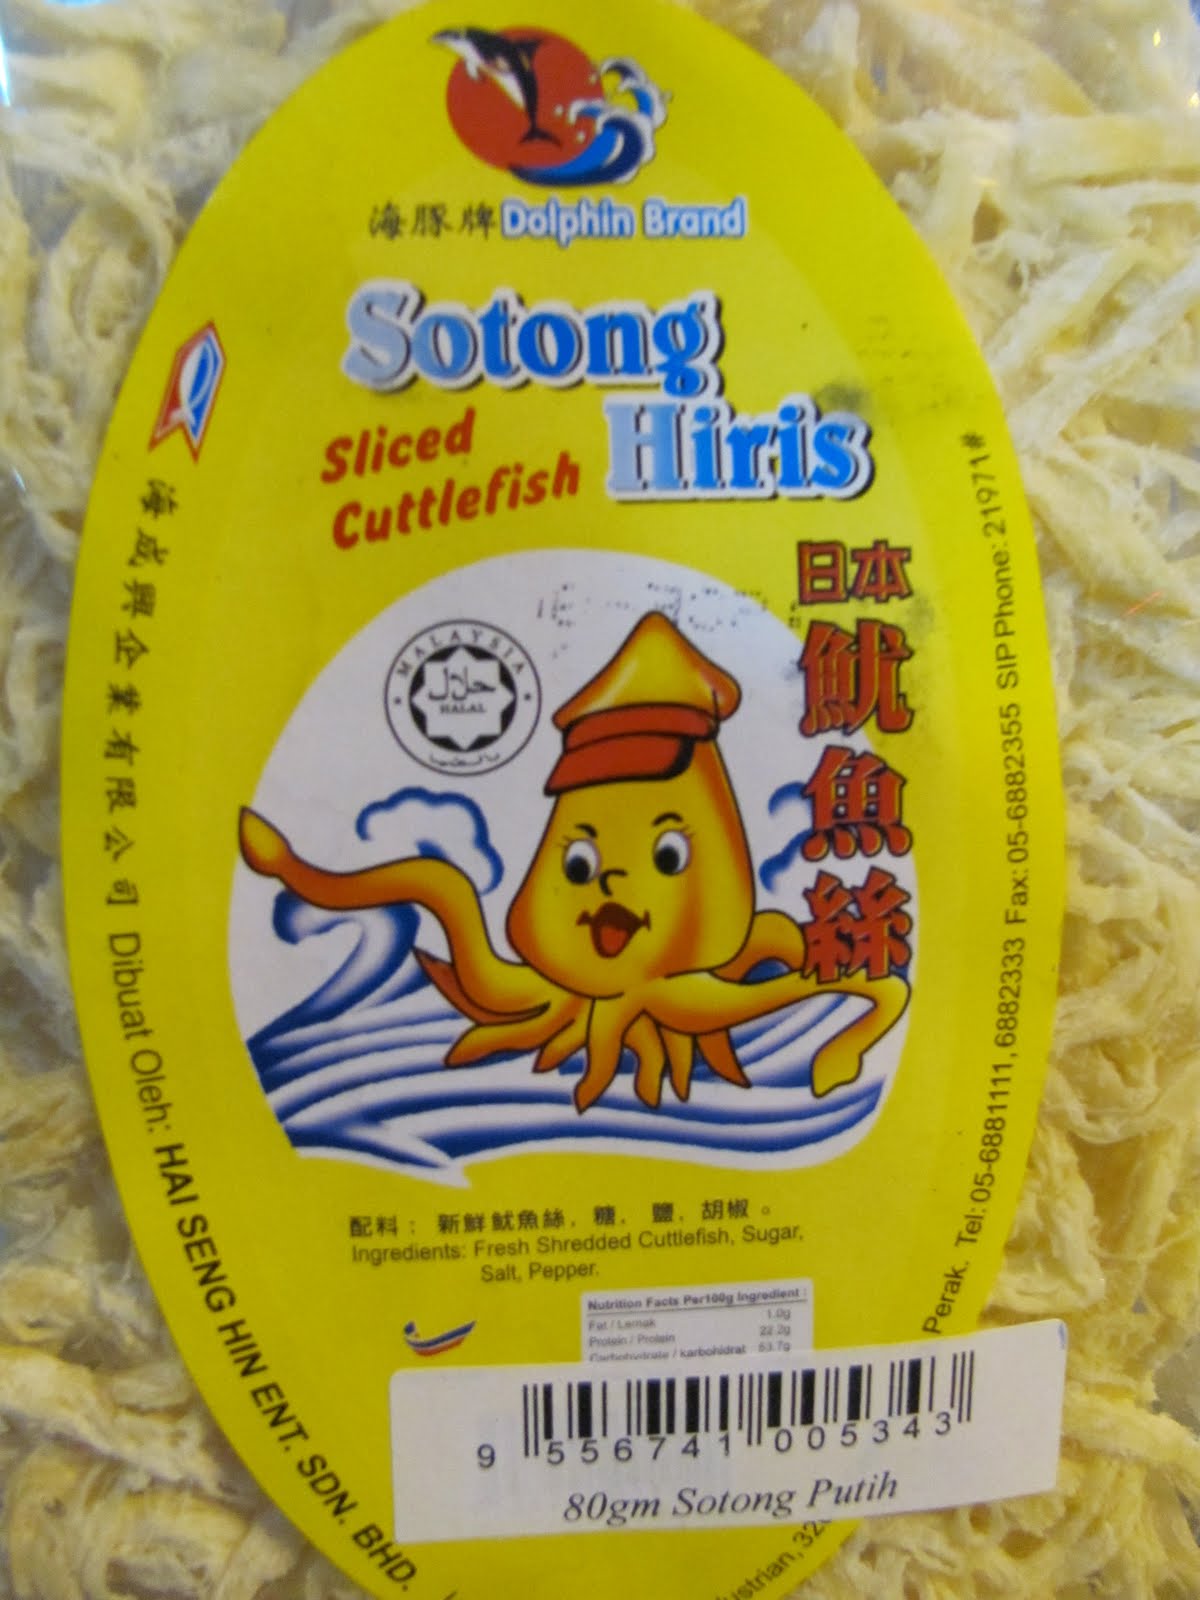 海豚牌 Dolphin Brand
Sotong
Hiris
Sliced
Cuttlefish
日本
魷
魚
絲
MALAYSIA
حلال
HALAL
ماليسيا
Q
海盛興企業有限公司 Dibuat Oleh: HAI SENG HIN ENT. SDN. BHD.
Perak. Tel: 05-6881111, 6882333 Fax: 05-6882355 SIP Phone: 21971#
配料：新鮮魷魚絲, 糖, 鹽, 胡椒。
Ingredients: Fresh Shredded Cuttlefish, Sugar,
Salt, Pepper.
Nutrition Facts Per100g Ingredient :
Fat / Lemak 1.0g
Protein / Protein 22.2g
Carbohydrate / karbohidrat 53.7g
9 556741 005343
80gm Sotong Putih